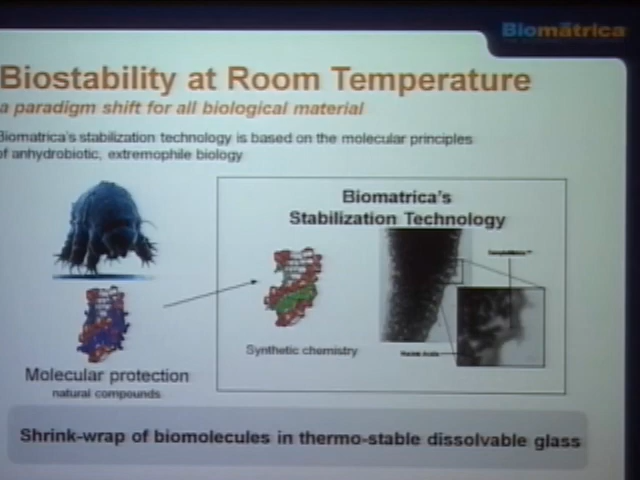 Biomātrica
Biostability at Room Temperature
a paradigm shift for all biological material
Biomatrica's stabilization technology is based on the molecular principles
of anhydrobiotic, extremophile biology
Biomatrica's
Stabilization Technology
Synthetic chemistry
Molecular protection
natural compounds
Shrink-wrap of biomolecules in thermo-stable dissolvable glass